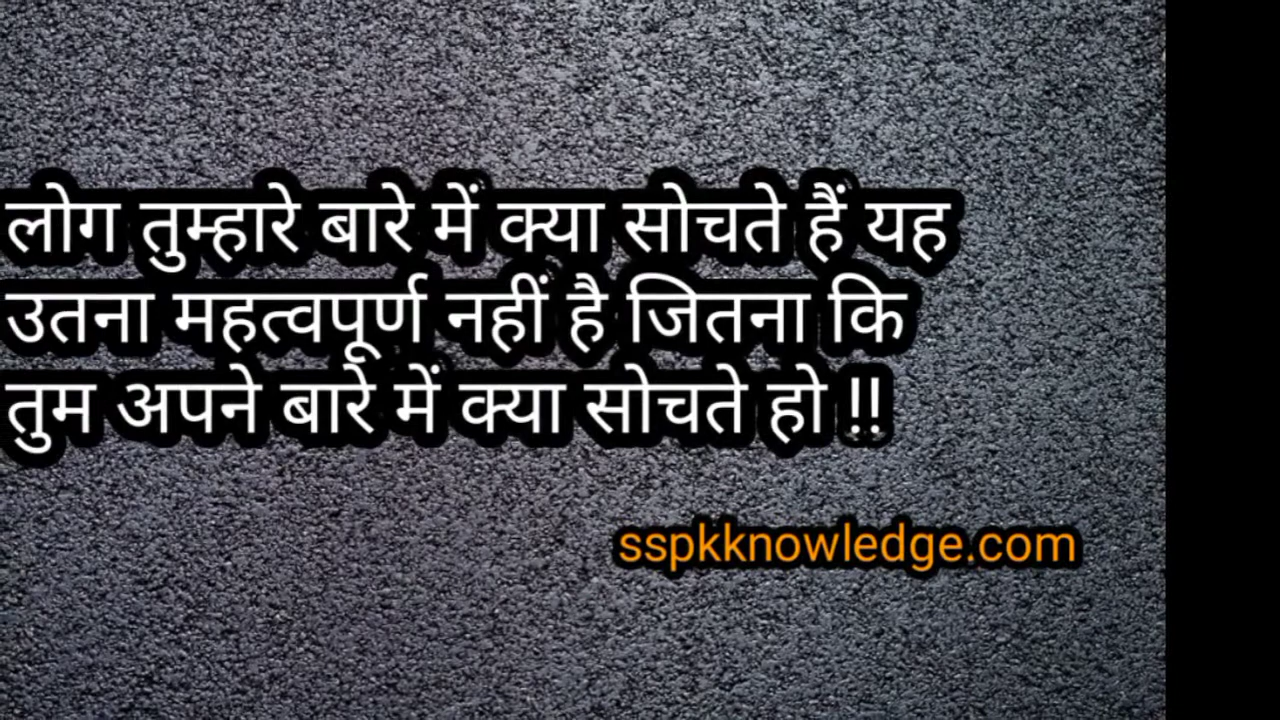 लोग तुम्हारे बारे में क्या सोचते हैं यह
उतना महत्वपूर्ण नहीं है जितना कि
तुम अपने बारे में क्या सोचते हो !!
sspkknowledge.com